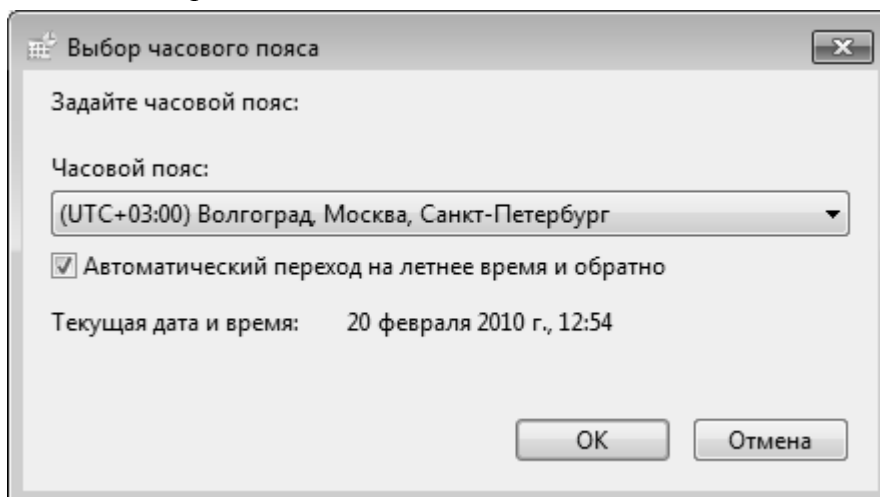 Выбор часового пояса
Задайте часовой пояс:
Часовой пояс:
(UTC+03:00) Волгоград, Москва, Санкт-Петербург
Автоматический переход на летнее время и обратно
Текущая дата и время: 20 февраля 2010 г., 12:54
ОК Отмена